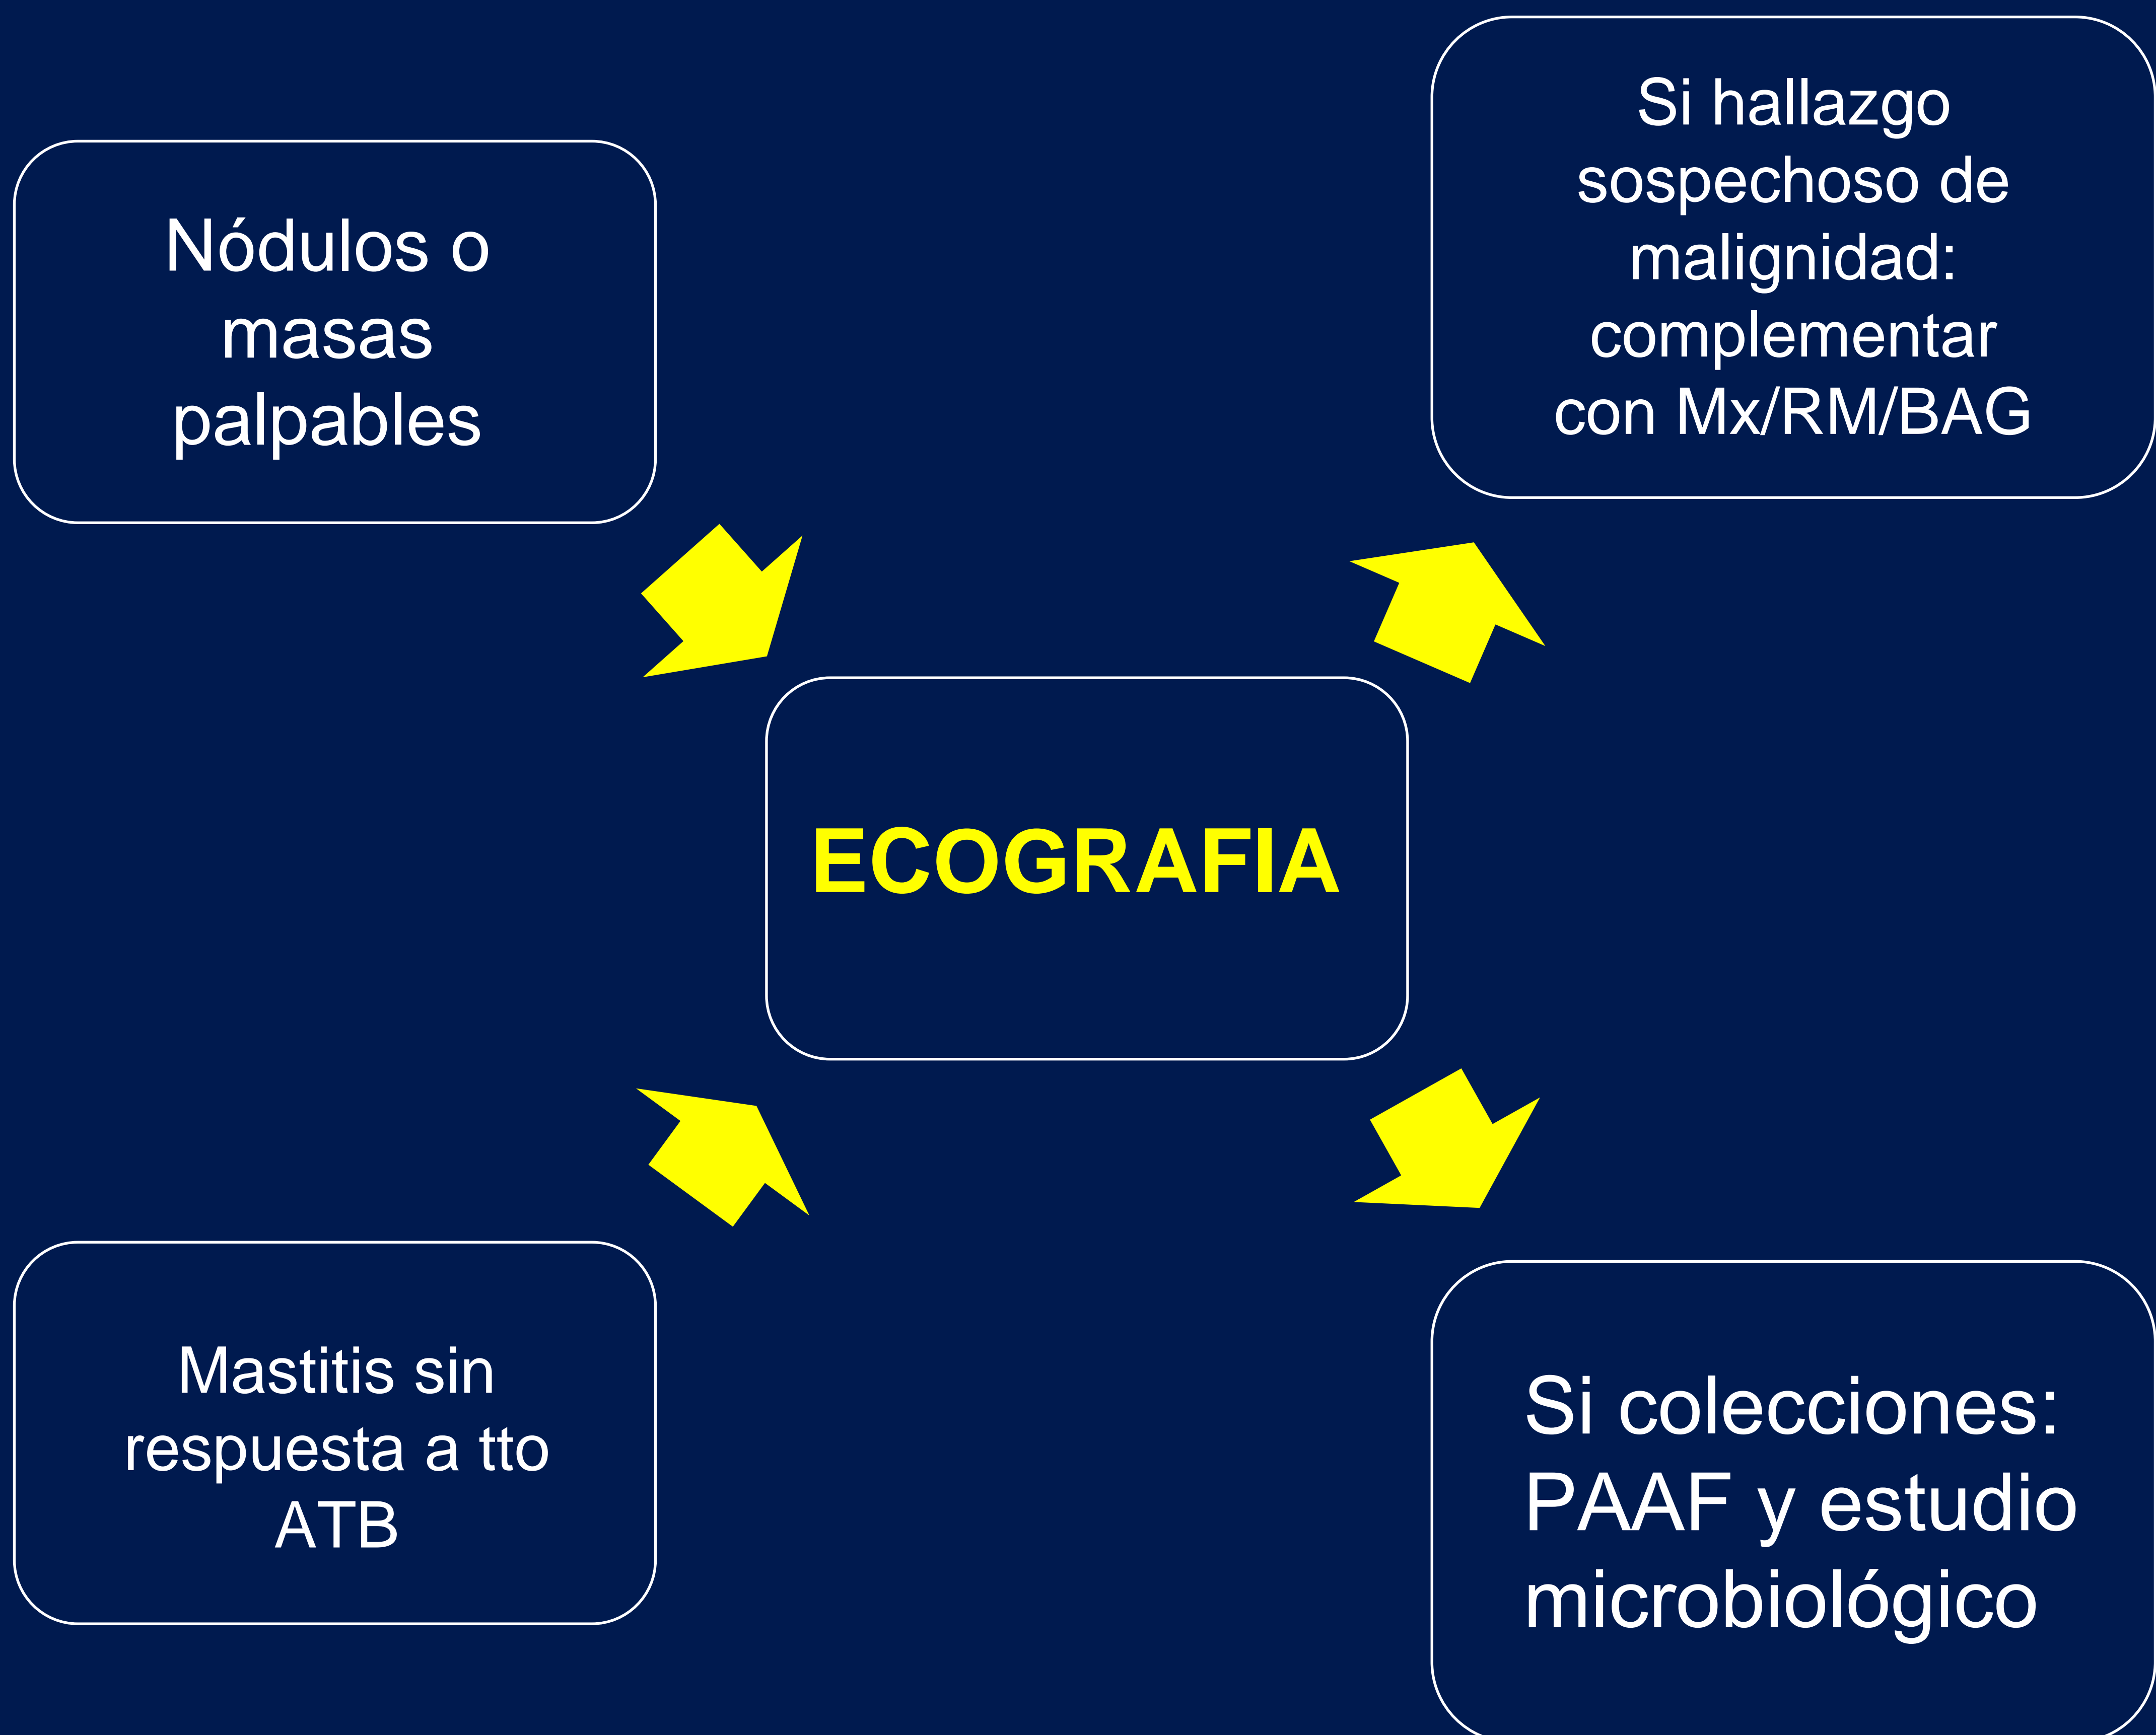 Nódulos o
masas
palpables
Si hallazgo
sospechoso de
malignidad:
complementar
con Mx/RM/BAG
ECOGRAFIA
Mastitis sin
respuesta a tto
ATB
Si colecciones:
PAAF y estudio
microbiológico